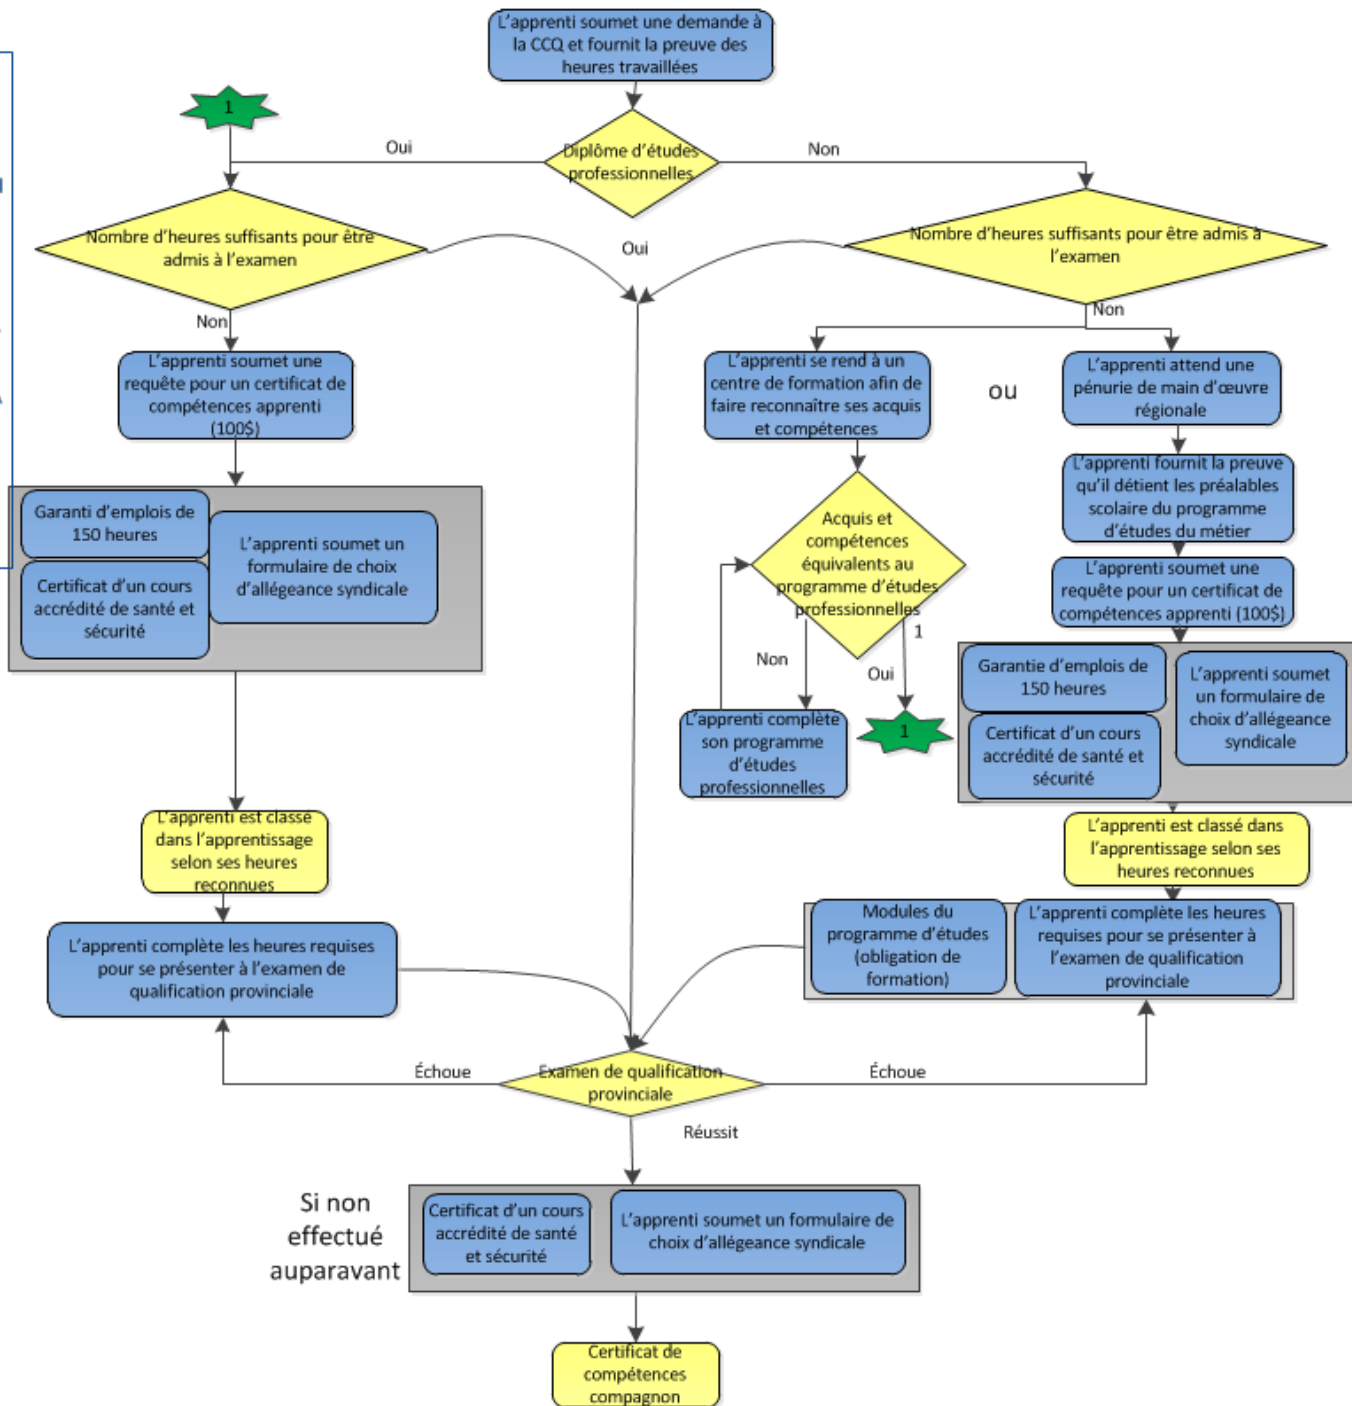 L'apprenti soumet une demande à
la CCQ et fournit la preuve des
heures travaillées
1
Oui
Diplôme d'études
professionnelles
Non
Nombre d'heures suffisants pour être
admis à l'examen
Oui
Nombre d'heures suffisants pour être admis à
l'examen
Non
Non
L'apprenti soumet une
requête pour un certificat de
compétences apprenti
(100$)
L'apprenti se rend à un
centre de formation afin de
faire reconnaître ses acquis
et compétences
ou
L'apprenti attend une
pénurie de main d'œuvre
régionale
L'apprenti fournit la preuve
qu'il détient les préalables
scolaire du programme
d'études du métier
Garanti d'emplois de
150 heures
L'apprenti soumet un
formulaire de choix
d'allégeance syndicale
Certificat d'un cours
accrédité de santé et
sécurité
Acquis et
compétences
équivalents au
programme d'études
professionnelles
L'apprenti soumet une
requête pour un certificat de
compétences apprenti (100$)
1
Non
Oui
L'apprenti complète
son programme
d'études
professionnelles
1
Garantie d'emplois de
150 heures
L'apprenti soumet
un formulaire de
choix d'allégeance
syndicale
Certificat d'un cours
accrédité de santé et
sécurité
L'apprenti est classé
dans l'apprentissage
selon ses heures
reconnues
L'apprenti est classé dans
l'apprentissage selon ses
heures reconnues
L'apprenti complète les heures requises
pour se présenter à l'examen de
qualification provinciale
Modules du
programme d'études
(obligation de
formation)
L'apprenti complète les heures
requises pour se présenter à
l'examen de qualification
provinciale
Échoue
Examen de qualification
provinciale
Échoue
Réussit
Si non
effectué
auparavant
Certificat d'un cours
accrédité de santé
et sécurité
L'apprenti soumet un formulaire de
choix d'allégeance syndicale
Certificat de
compétences
compagnon